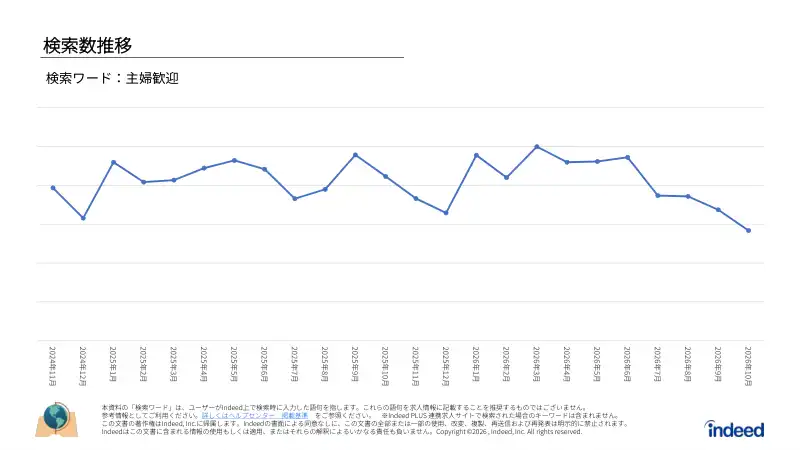 検索数推移
検索ワード：主婦歓迎
2024年11月
2024年12月
2025年1月
2025年2月
2025年3月
2025年4月
2025年5月
2025年6月
2025年7月
2025年8月
2025年9月
2025年10月
2025年11月
2025年12月
2026年1月
2026年2月
2026年3月
2026年4月
2026年5月
2026年6月
2026年7月
2026年8月
2026年9月
2026年10月
本資料の「検索ワード」は、ユーザーがIndeed上で検索時に入力した語句を指します。これらの語句を求人情報に記載することを推奨するものではございません。
参考情報としてご利用ください。詳しくはヘルプセンター 掲載基準 をご参照ください。 ※Indeed PLUS 連携求人サイトで検索された場合のキーワードは含まれません。
この文書の著作権はIndeed, Inc.に帰属します。Indeedの書面による同意なしに、この文書の全部または一部の使用、改変、複製、再送信および再発表は明示的に禁止されます。
Indeedはこの文書に含まれる情報の使用もしくは適用、またはそれらの解釈によるいかなる責任も負いません。Copyright ©2026 , Indeed, Inc. All rights reserved.
indeed